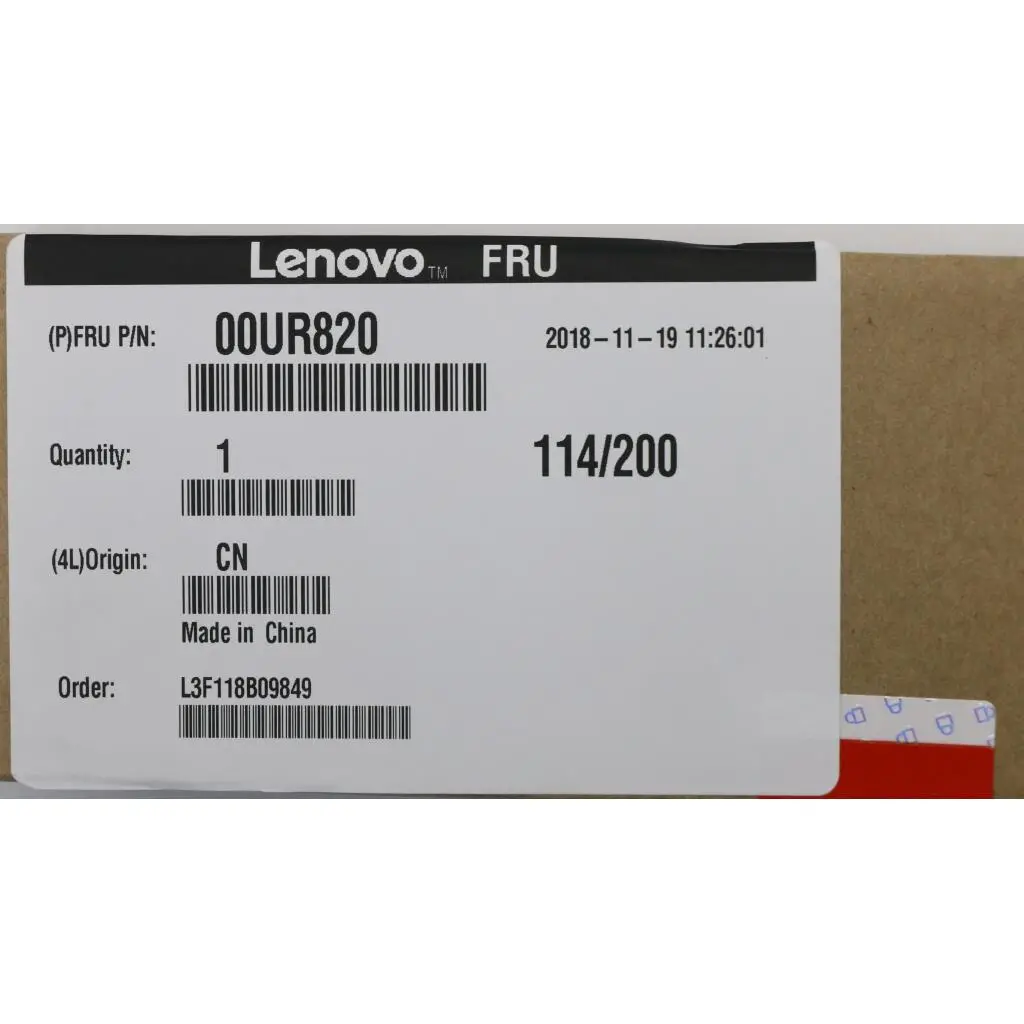 Lenovo™ FRU
(P)FRU P/N: 00UR820 2018-11-19 11:26:01
Quantity: 1 114/200
(4L)Origin: CN
Made in China
Order: L3F118B09849